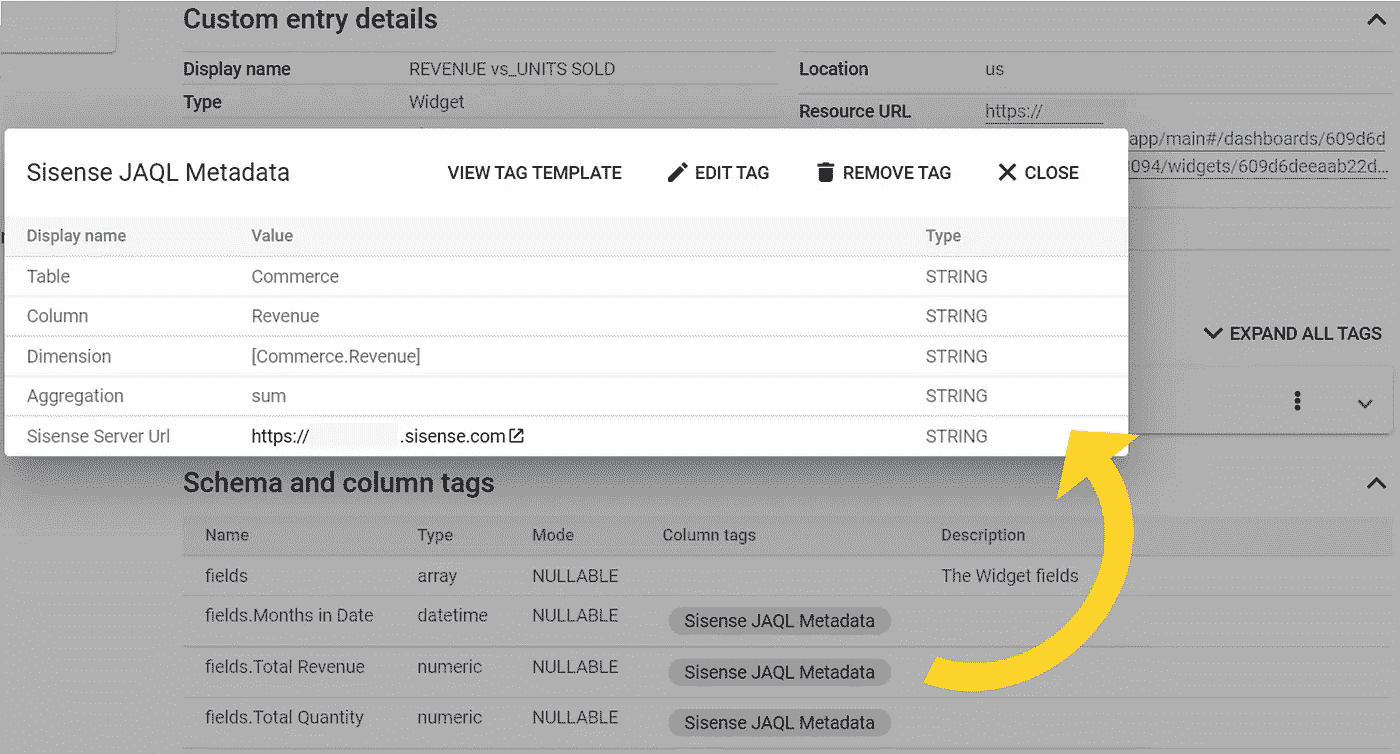 Custom entry details
Display name REVENUE vs_UNITS SOLD
Type Widget
Location us
Resource URL https://
app/main#/dashboards/609d6d
094/widgets/609d6deeaab22d...
Sisense JAQL Metadata VIEW TAG TEMPLATE EDIT TAG REMOVE TAG CLOSE
Display name Value Type
Table Commerce STRING
Column Revenue STRING
Dimension [Commerce.Revenue] STRING
Aggregation sum STRING
Sisense Server Url https:// .sisense.com STRING
EXPAND ALL TAGS
Schema and column tags
Name Type Mode Column tags Description
fields array NULLABLE The Widget fields
fields.Months in Date datetime NULLABLE Sisense JAQL Metadata
fields.Total Revenue numeric NULLABLE Sisense JAQL Metadata
fields.Total Quantity numeric NULLABLE Sisense JAQL Metadata